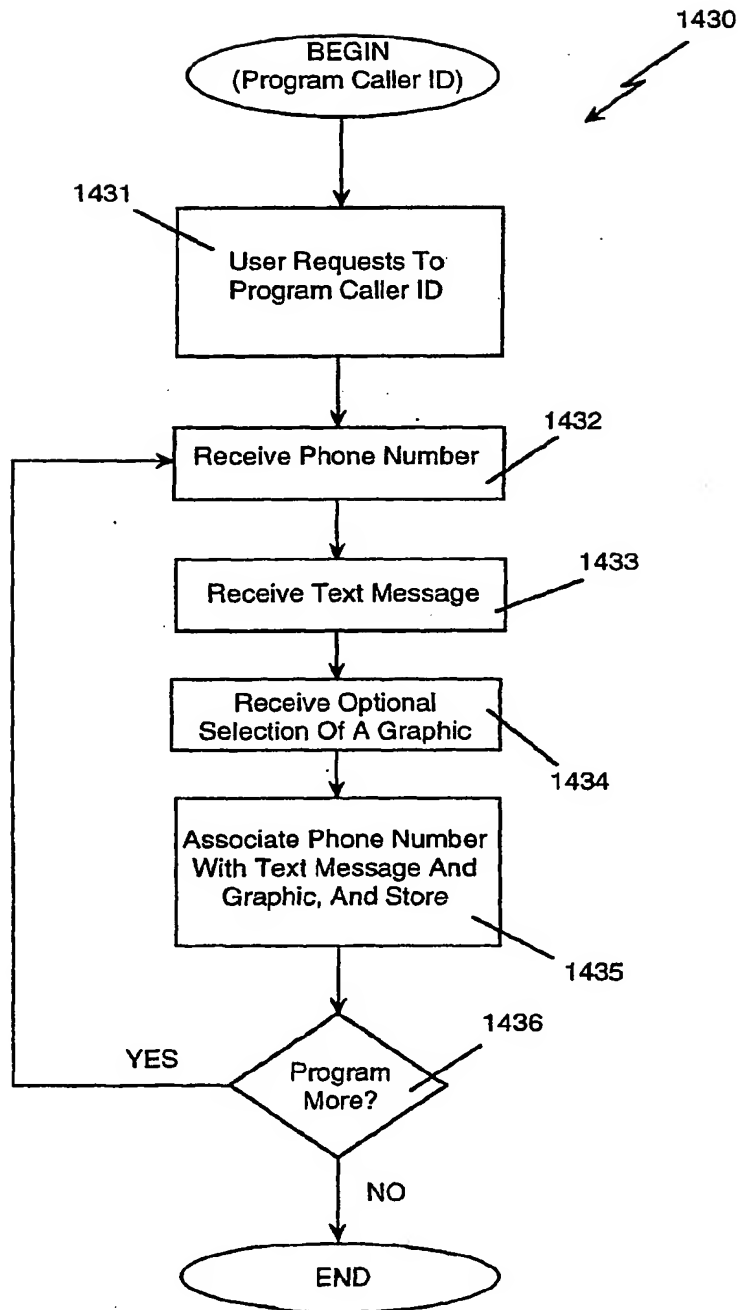 1430
BEGIN
(Program Caller ID)
1431
User Requests To
Program Caller ID
1432
Receive Phone Number
1433
Receive Text Message
Receive Optional
Selection Of A Graphic
1434
Associate Phone Number
With Text Message And
Graphic, And Store
1435
1436
YES
Program
More?
NO
END